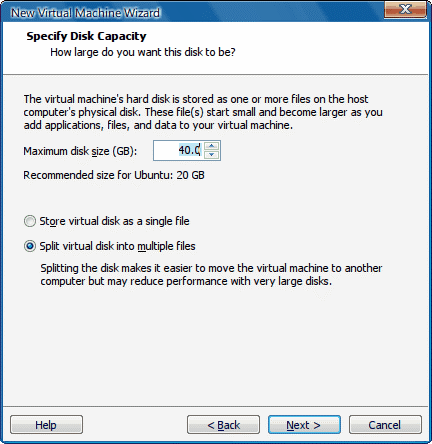 New Virtual Machine Wizard
Specify Disk Capacity
How large do you want this disk to be?
The virtual machine's hard disk is stored as one or more files on the host
computer's physical disk. These file(s) start small and become larger as you
add applications, files, and data to your virtual machine.
Maximum disk size (GB): 40.0
Recommended size for Ubuntu: 20 GB
Store virtual disk as a single file
Split virtual disk into multiple files
Splitting the disk makes it easier to move the virtual machine to another
computer but may reduce performance with very large disks.
Help < Back Next > Cancel